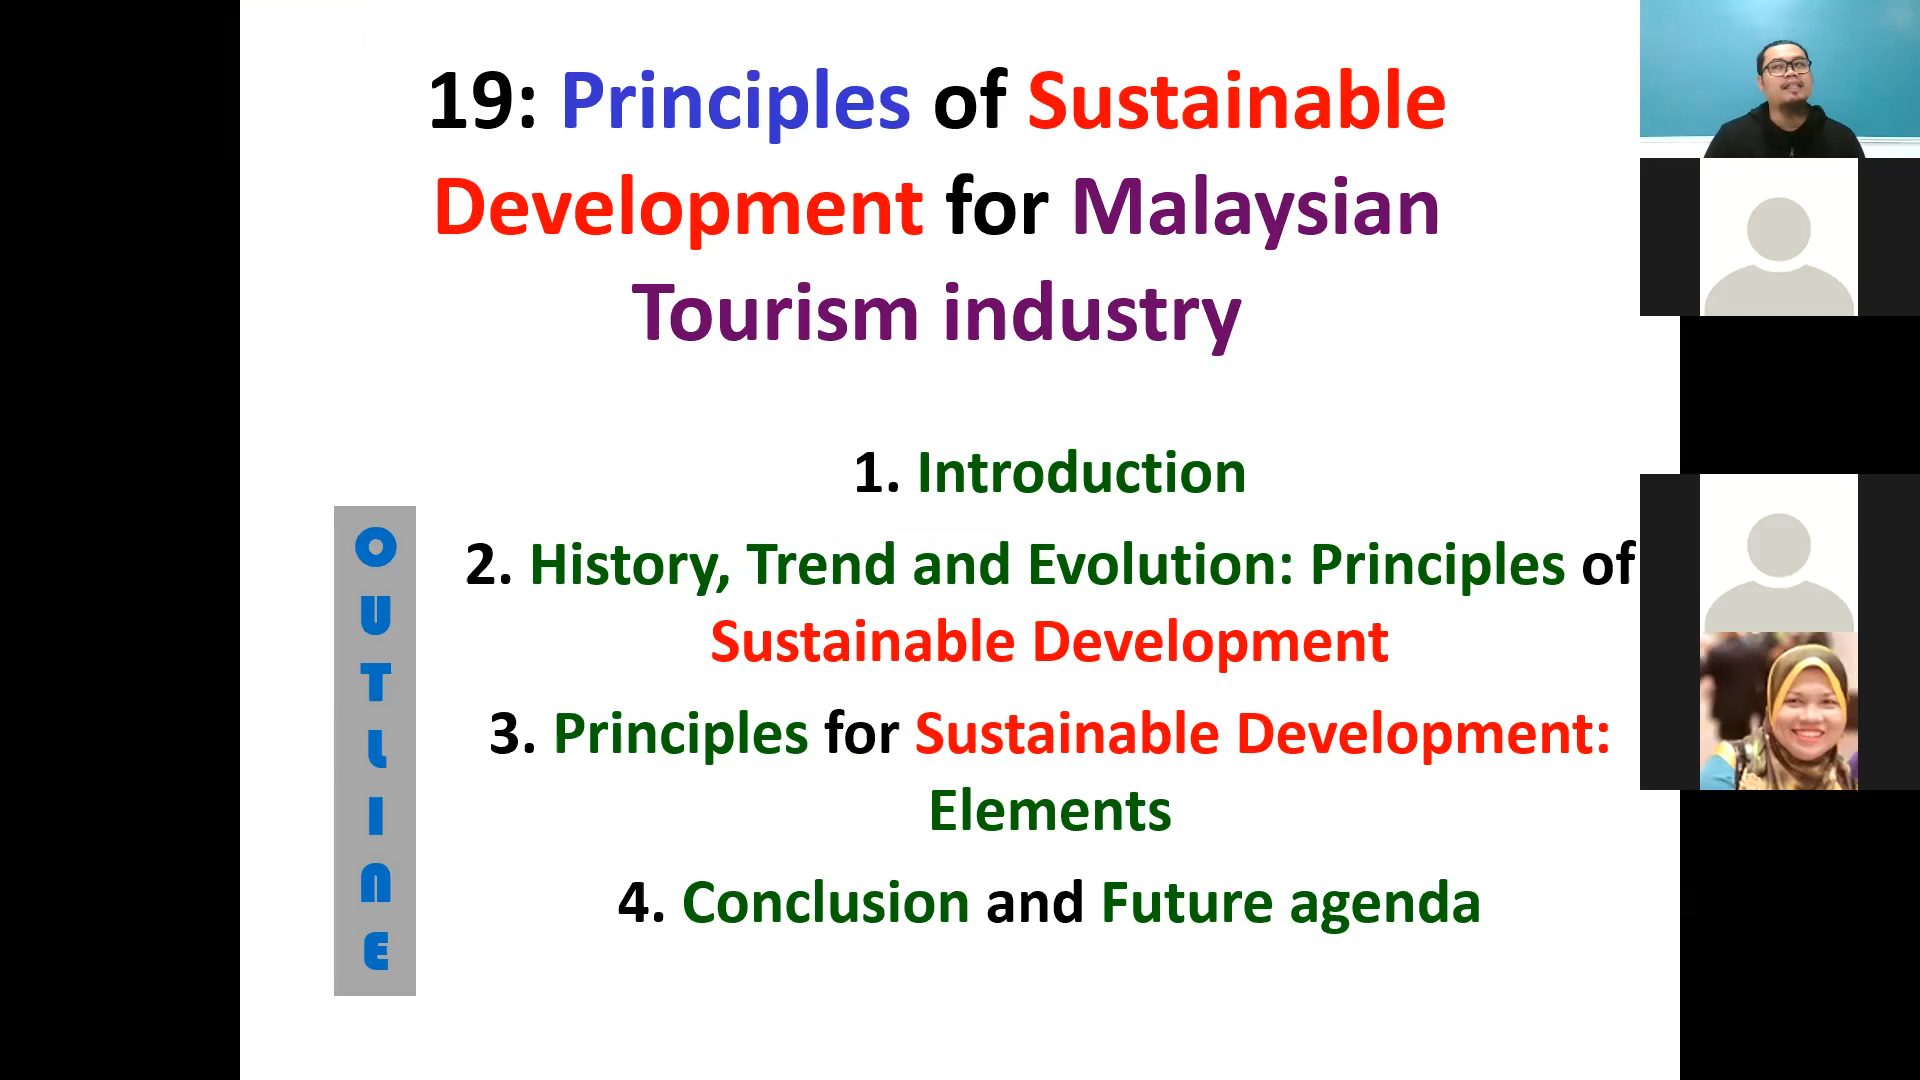 19: Principles of Sustainable
Development for Malaysian
Tourism industry
OUTLINE
1. Introduction
2. History, Trend and Evolution: Principles of
Sustainable Development
3. Principles for Sustainable Development:
Elements
4. Conclusion and Future agenda